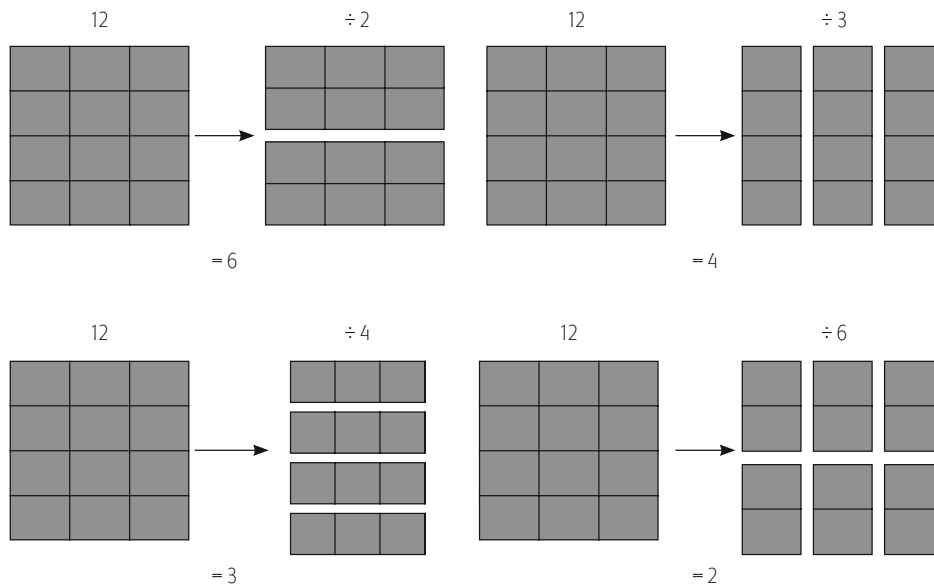 12 ÷ 2 12 ÷ 3
= 6 = 4
12 ÷ 4 12 ÷ 6
= 3 = 2